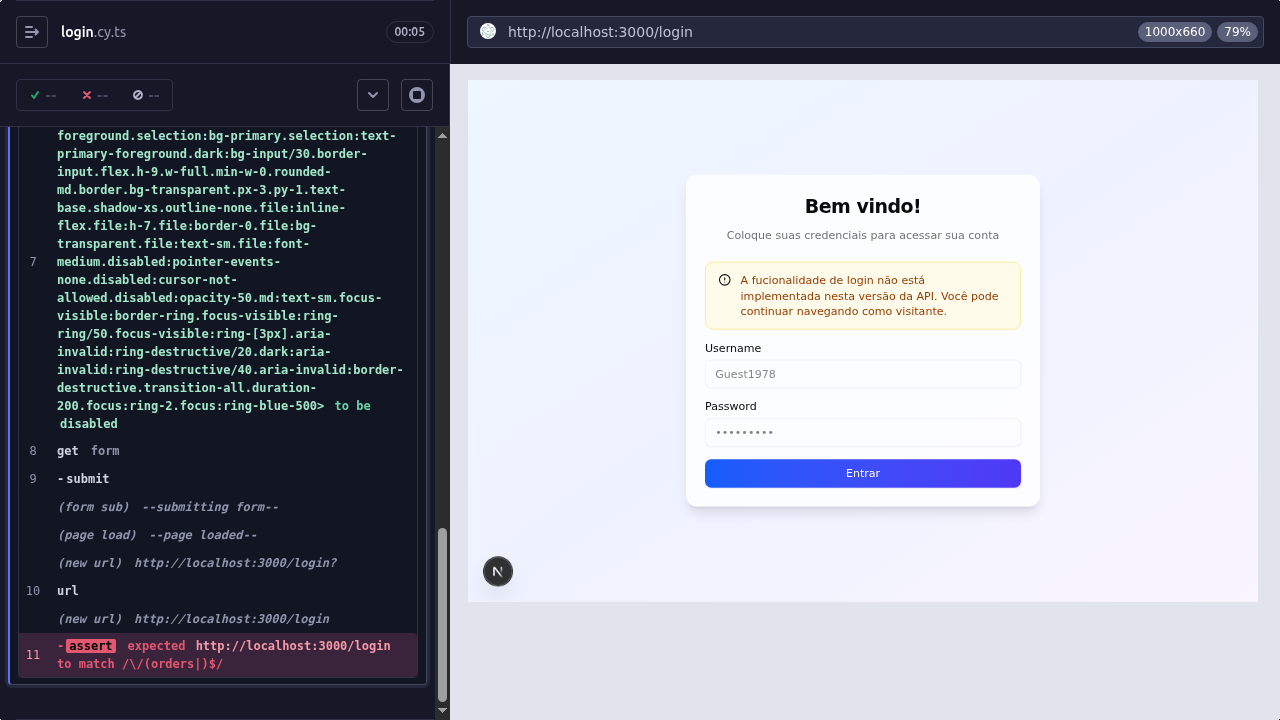 login.cy.ts
00:05
http://localhost:3000/login
1000x660
79%
--
--
--
foreground.selection:bg-primary.selection:text-
primary-foreground.dark:bg-input/30.border-
input.flex.h-9.w-full.min-w-0.rounded-
md.border.bg-transparent.px-3.py-1.text-
base.shadow-xs.outline-none.file:inline-
flex.file:h-7.file:border-0.file:bg-
transparent.file:text-sm.file:font-
7 medium.disabled:pointer-events-
none.disabled:cursor-not-
allowed.disabled:opacity-50.md:text-sm.focus-
visible:border-ring.focus-visible:ring-
ring/50.focus-visible:ring-[3px].aria-
invalid:ring-destructive/20.dark:aria-
invalid:ring-destructive/40.aria-invalid:border-
destructive.transition-all.duration-
200.focus:ring-2.focus:ring-blue-500> to be
disabled
8 get form
9 -submit
(form sub) --submitting form--
(page load) --page loaded--
(new url) http://localhost:3000/login?
10 url
(new url) http://localhost:3000/login
11 -assert expected http://localhost:3000/login
to match /\/(orders|)$/
Bem vindo!
Coloque suas credenciais para acessar sua conta
A fucionalidade de login não está
implementada nesta versão da API. Você pode
continuar navegando como visitante.
Username
Guest1978
Password
•••••••••
Entrar
N